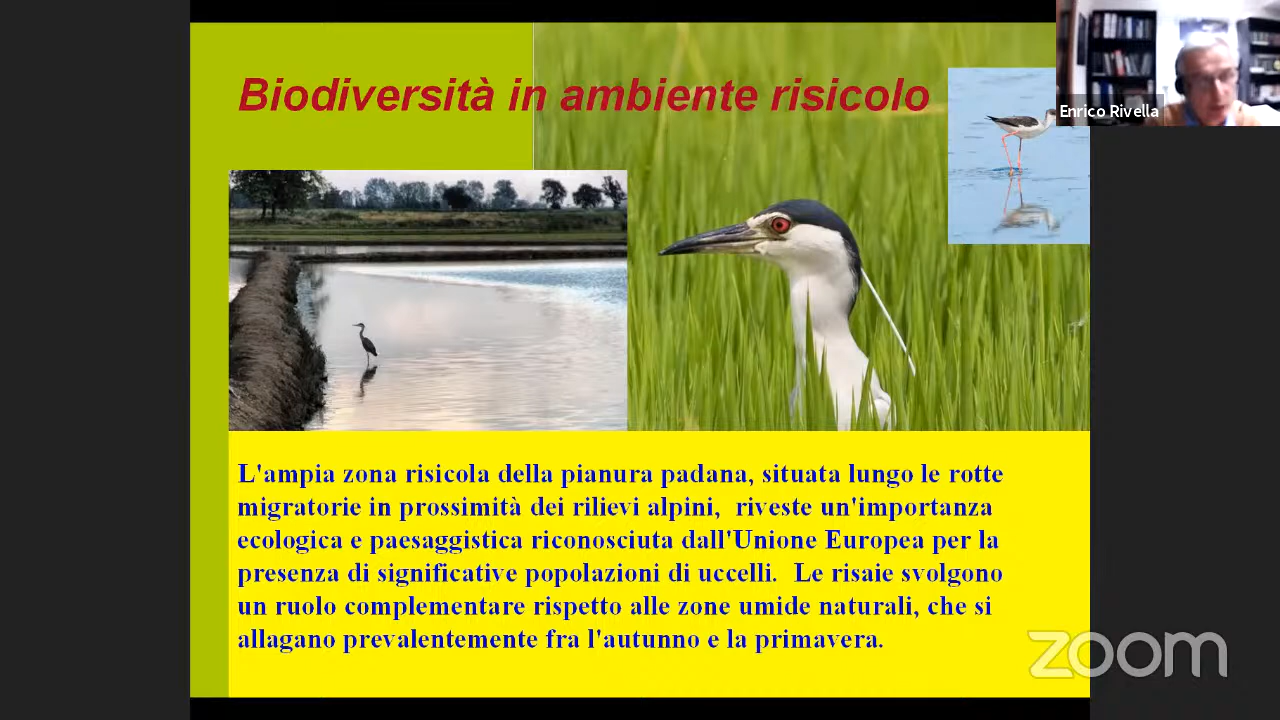 Biodiversità in ambiente risicolo
Enrico Rivella
L'ampia zona risicola della pianura padana, situata lungo le rotte
migratorie in prossimità dei rilievi alpini,  riveste un'importanza
ecologica e paesaggistica riconosciuta dall'Unione Europea per la
presenza di significative popolazioni di uccelli.  Le risaie svolgono
un ruolo complementare rispetto alle zone umide naturali, che si
allagano prevalentemente fra l'autunno e la primavera.
zoom